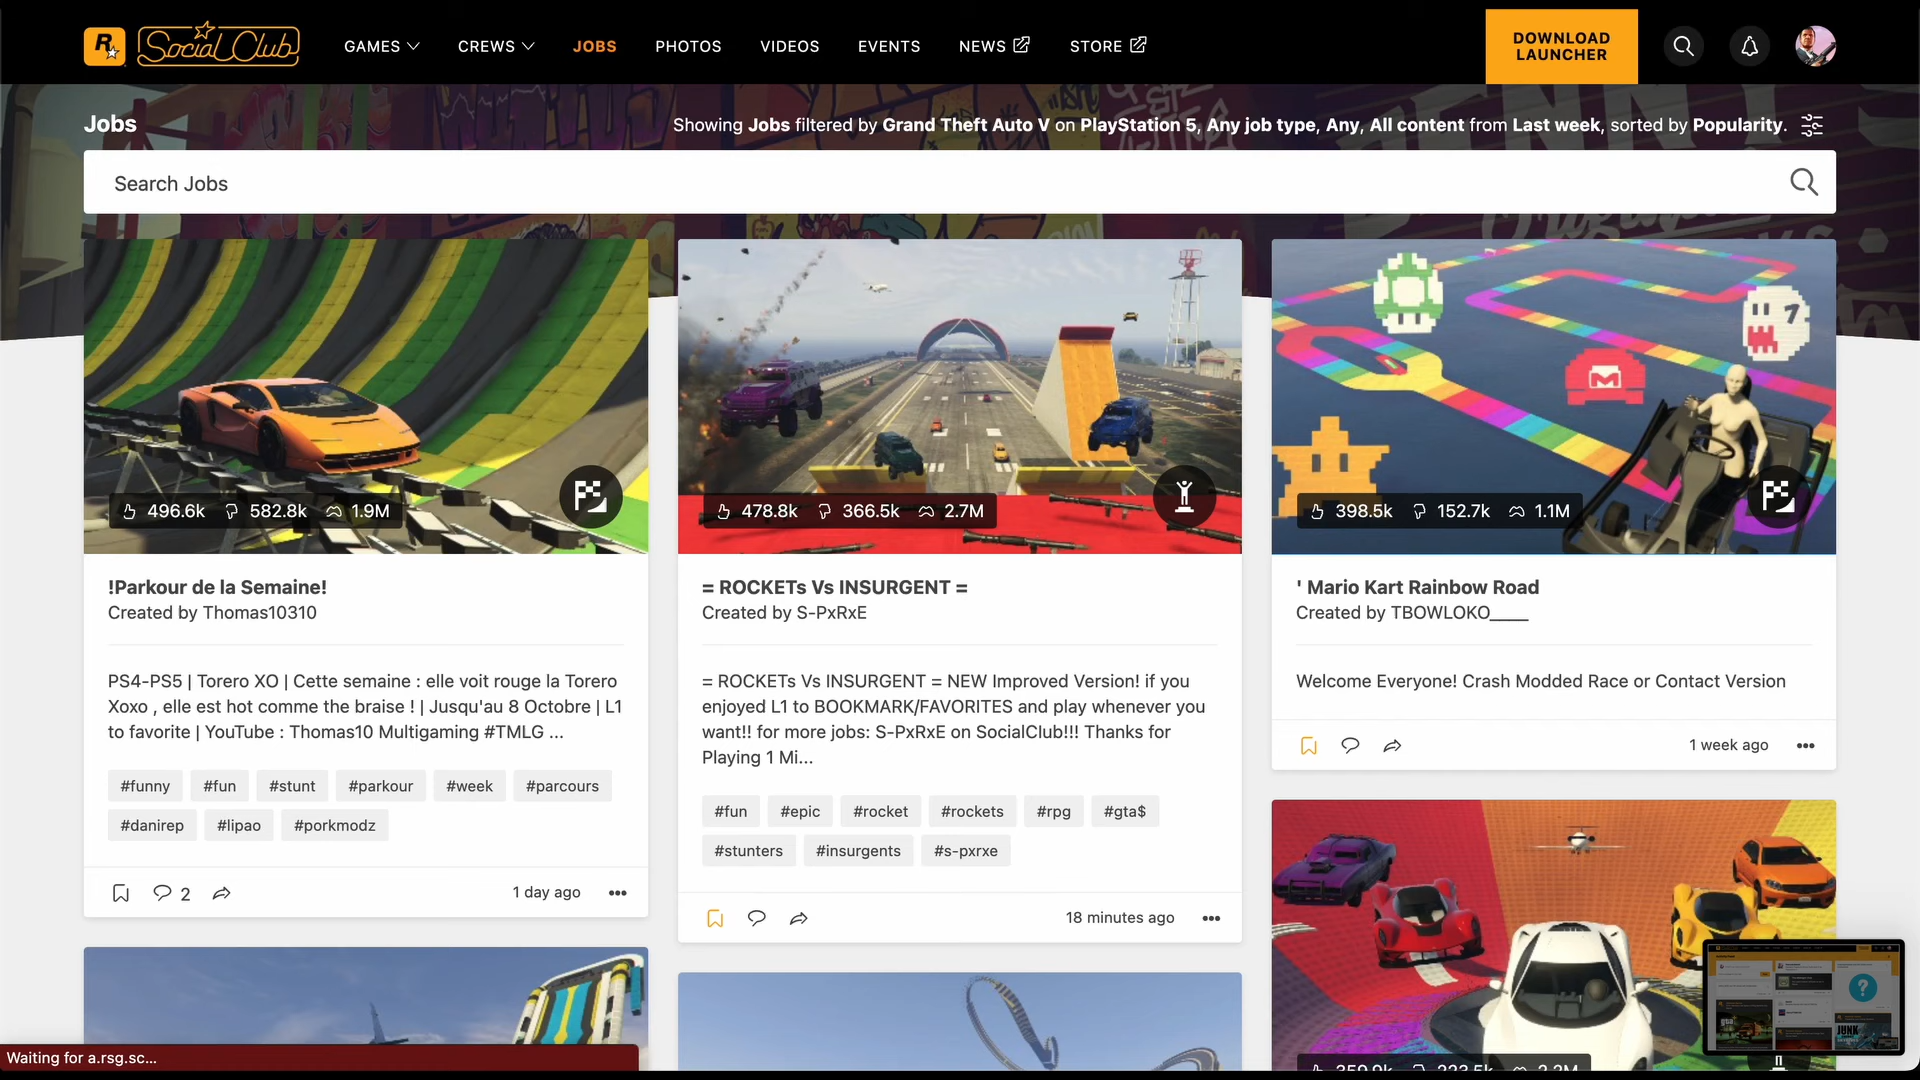 R
Social Club
GAMES
CREWS
JOBS
PHOTOS
VIDEOS
EVENTS
NEWS
STORE
DOWNLOAD
LAUNCHER
Jobs
Showing Jobs filtered by Grand Theft Auto V on PlayStation 5, Any job type, Any, All content from Last week, sorted by Popularity.
Search Jobs
496.6k 582.8k 1.9M
!Parkour de la Semaine!
Created by Thomas10310
PS4-PS5 | Torero XO | Cette semaine : elle voit rouge la Torero
Xoxo , elle est hot comme the braise ! | Jusqu'au 8 Octobre | L1
to favorite | YouTube : Thomas10 Multigaming #TMLG ...
#funny #fun #stunt #parkour #week #parcours
#danirep #lipao #porkmodz
2 1 day ago
478.8k 366.5k 2.7M
= ROCKETs Vs INSURGENT =
Created by S-PxRxE
= ROCKETs Vs INSURGENT = NEW Improved Version! if you
enjoyed L1 to BOOKMARK/FAVORITES and play whenever you
want!! for more jobs: S-PxRxE on SocialClub!!! Thanks for
Playing 1 Mi...
#fun #epic #rocket #rockets #rpg #gta$
#stunters #insurgents #s-pxrxe
18 minutes ago
M
398.5k 152.7k 1.1M
' Mario Kart Rainbow Road
Created by TBOWLOKO____
Welcome Everyone! Crash Modded Race or Contact Version
1 week ago
359.9k 223.5k 2.2M
?
JUNK
Waiting for a.rsg.sc...